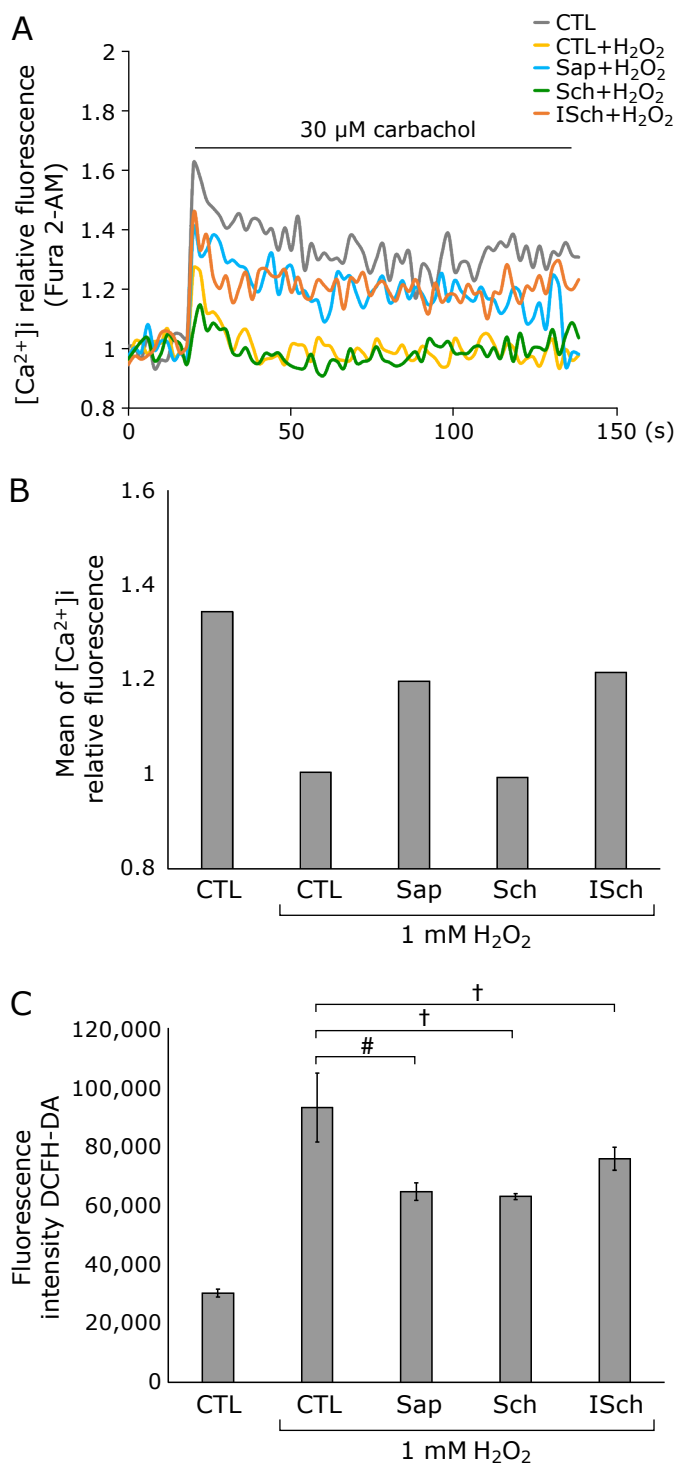 A
CTL
CTL+H₂O₂
Sap+H₂O₂
Sch+H₂O₂
ISch+H₂O₂
[Ca²⁺]i relative fluorescence
(Fura 2-AM)
2
1.8
1.6
1.4
1.2
1
0.8
30 µM carbachol
0 50 100 150 (s)
B
Mean of [Ca²⁺]i
relative fluorescence
1.6
1.4
1.2
1
0.8
CTL CTL Sap Sch ISch
1 mM H₂O₂
C
Fluorescence
intensity DCFH-DA
120,000
100,000
80,000
60,000
40,000
20,000
0
†
†
#
CTL CTL Sap Sch ISch
1 mM H₂O₂